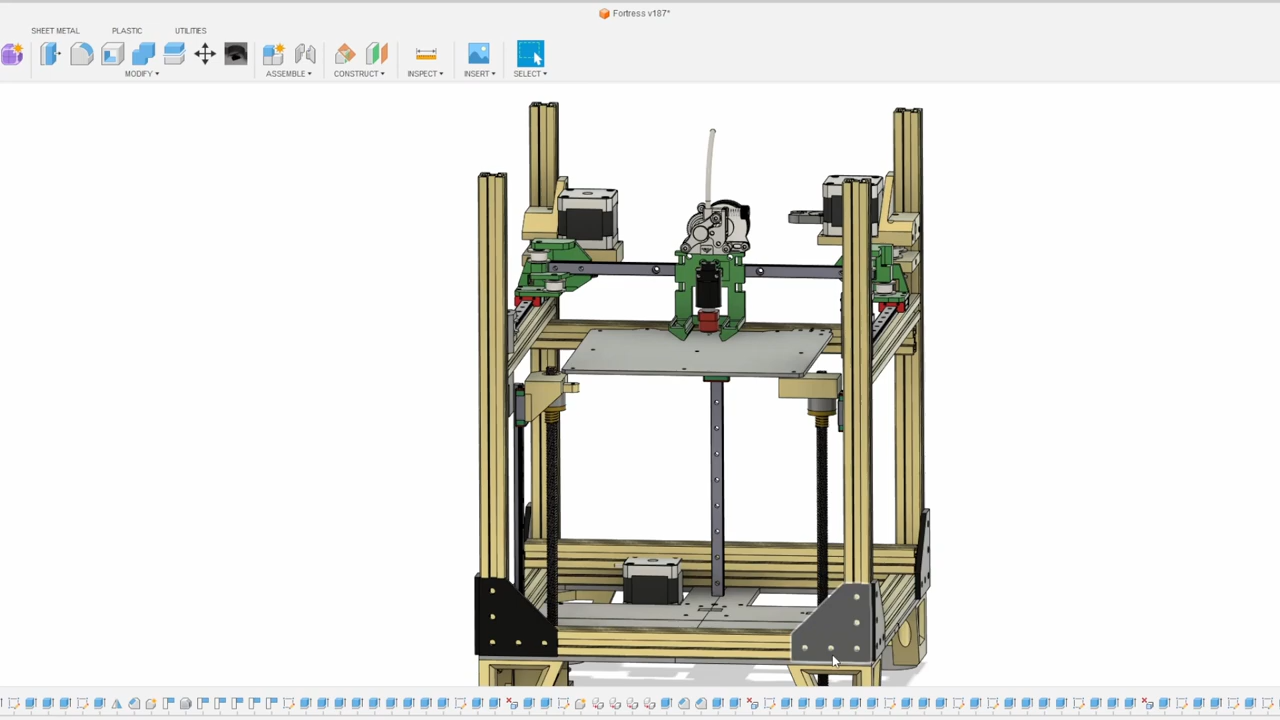 Fortress v187*
SHEET METAL PLASTIC UTILITIES
MODIFY ASSEMBLE CONSTRUCT INSPECT INSERT SELECT